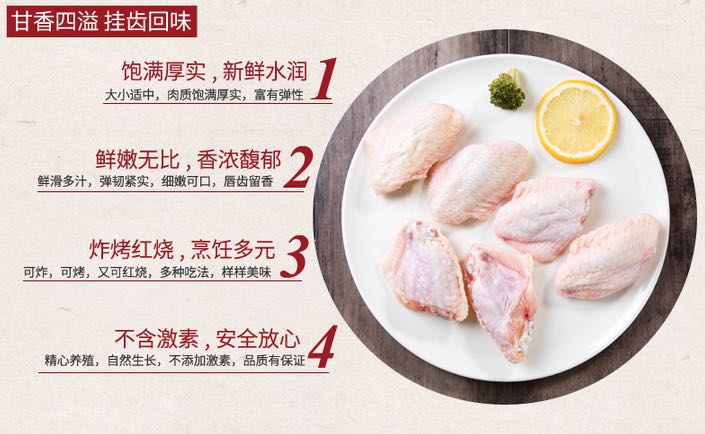 甘香四溢 挂齿回味
饱满厚实，新鲜水润
1
大小适中，肉质饱满厚实，富有弹性
鲜嫩无比，香浓馥郁
2
鲜滑多汁，弹韧紧实，细嫩可口，唇齿留香
炸烤红烧，烹饪多元
3
可炸，可烤，又可红烧，多种吃法，样样美味
不含激素，安全放心
4
精心养殖，自然生长，不添加激素，品质有保证